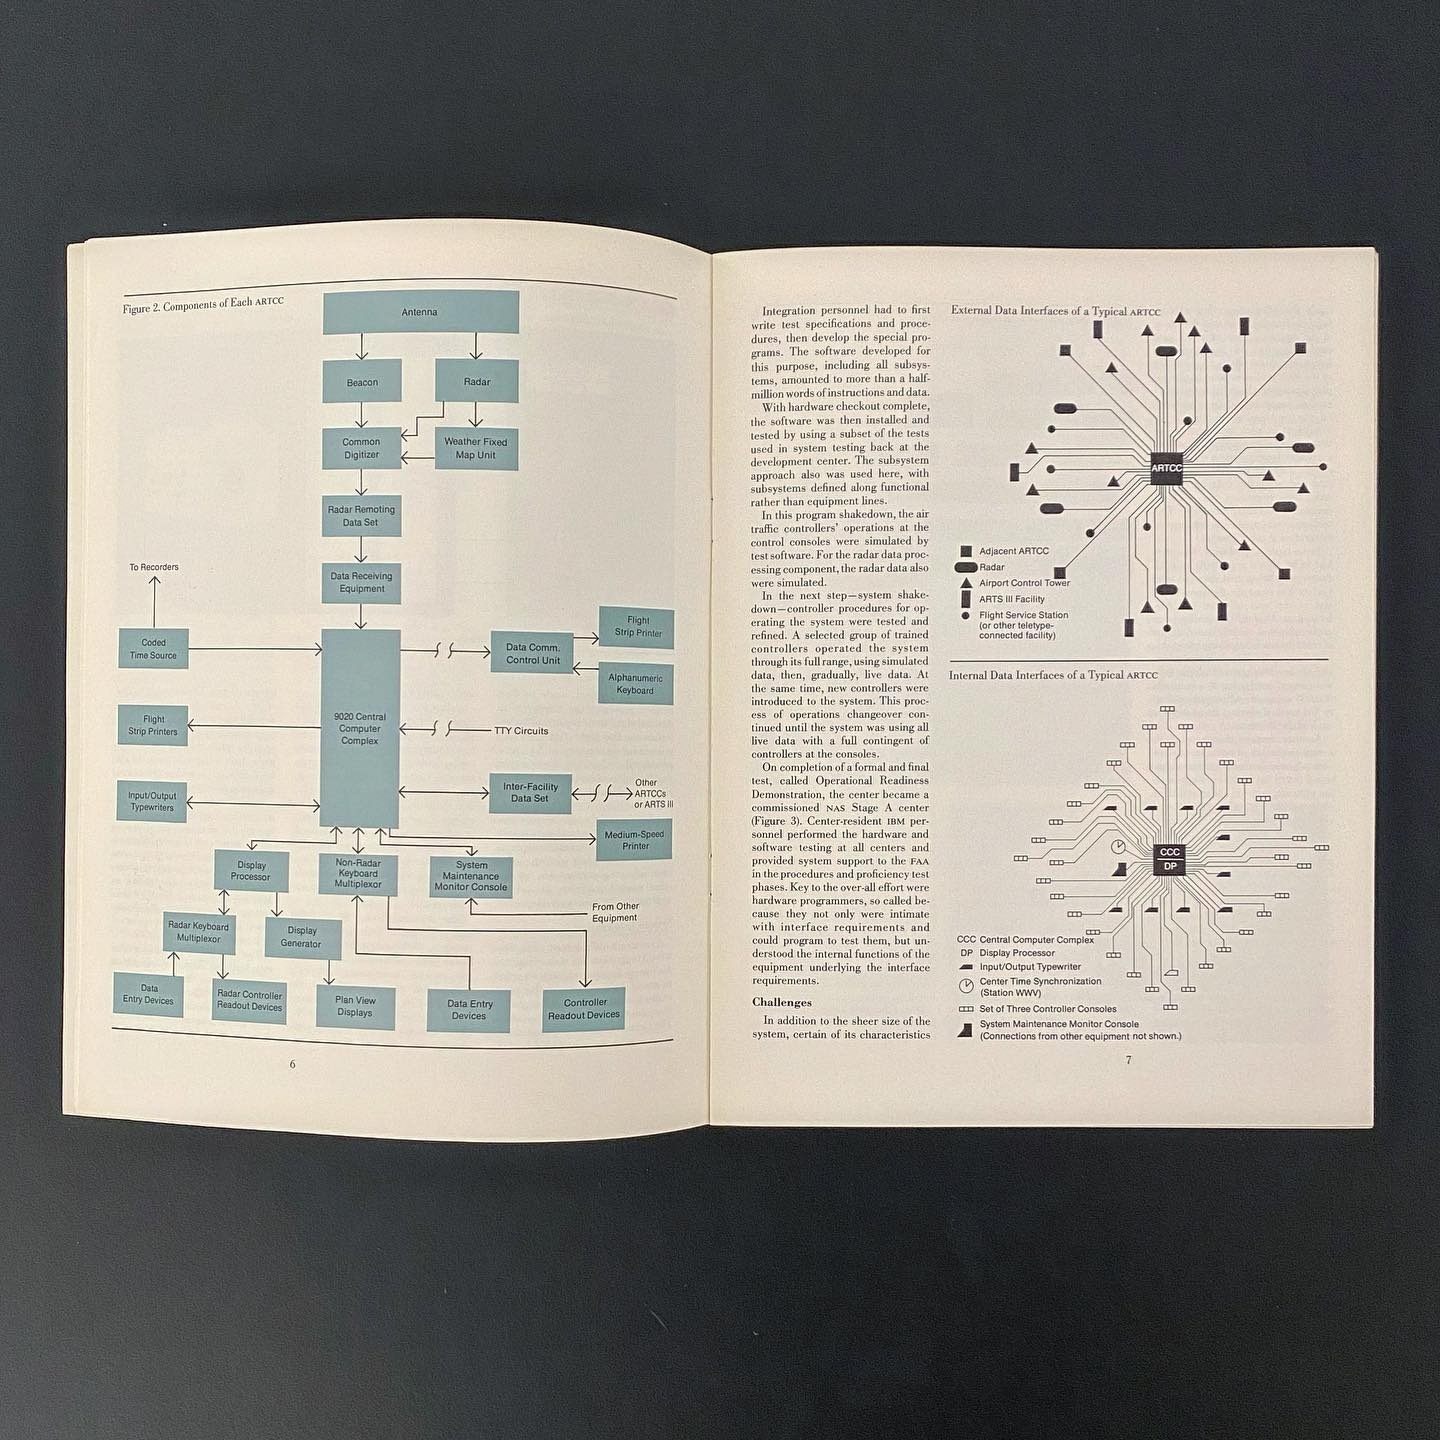 Figure 2. Components of Each ARTCC
Antenna
Beacon
Radar
Common
Digitizer
Weather Fixed
Map Unit
Radar Remoting
Data Set
Data Receiving
Equipment
To Recorders
Coded
Time Source
Flight
Strip Printers
Input/Output
Typewriters
9020 Central
Computer
Complex
Data Comm.
Control Unit
Flight
Strip Printer
Alphanumeric
Keyboard
TTY Circuits
Inter-Facility
Data Set
Other
ARTCCs
or ARTS III
Medium-Speed
Printer
Display
Processor
Non-Radar
Keyboard
Multiplexor
System
Maintenance
Monitor Console
From Other
Equipment
Radar Keyboard
Multiplexor
Display
Generator
Data
Entry Devices
Radar Controller
Readout Devices
Plan View
Displays
Data Entry
Devices
Controller
Readout Devices
6
Integration personnel had to first
write test specifications and proce-
dures, then develop the special pro-
grams. The software developed for
this purpose, including all subsys-
tems, amounted to more than a half-
million words of instructions and data.
With hardware checkout complete,
the software was then installed and
tested by using a subset of the tests
used in system testing back at the
development center. The subsystem
approach also was used here, with
subsystems defined along functional
rather than equipment lines.
In this program shakedown, the air
traffic controllers' operations at the
control consoles were simulated by
test software. For the radar data proc-
essing component, the radar data also
were simulated.
In the next step—system shake-
down—controller procedures for op-
erating the system were tested and
refined. A selected group of trained
controllers operated the system
through its full range, using simulated
data, then, gradually, live data. At
the same time, new controllers were
introduced to the system. This proc-
ess of operations changeover con-
tinued until the system was using all
live data with a full contingent of
controllers at the consoles.
On completion of a formal and final
test, called Operational Readiness
Demonstration, the center became a
commissioned NAS Stage A center
(Figure 3). Center-resident IBM per-
sonnel performed the hardware and
software testing at all centers and
provided system support to the FAA
in the procedures and proficiency test
phases. Key to the over-all effort were
hardware programmers, so called be-
cause they not only were intimate
with interface requirements and
could program to test them, but un-
derstood the internal functions of the
equipment underlying the interface
requirements.
Challenges
In addition to the sheer size of the
system, certain of its characteristics
External Data Interfaces of a Typical ARTCC
ARTCC
Adjacent ARTCC
Radar
Airport Control Tower
ARTS III Facility
Flight Service Station
(or other teletype-
connected facility)
Internal Data Interfaces of a Typical ARTCC
CCC
DP
CCC Central Computer Complex
DP Display Processor
Input/Output Typewriter
Center Time Synchronization
(Station WWV)
Set of Three Controller Consoles
System Maintenance Monitor Console
(Connections from other equipment not shown.)
7